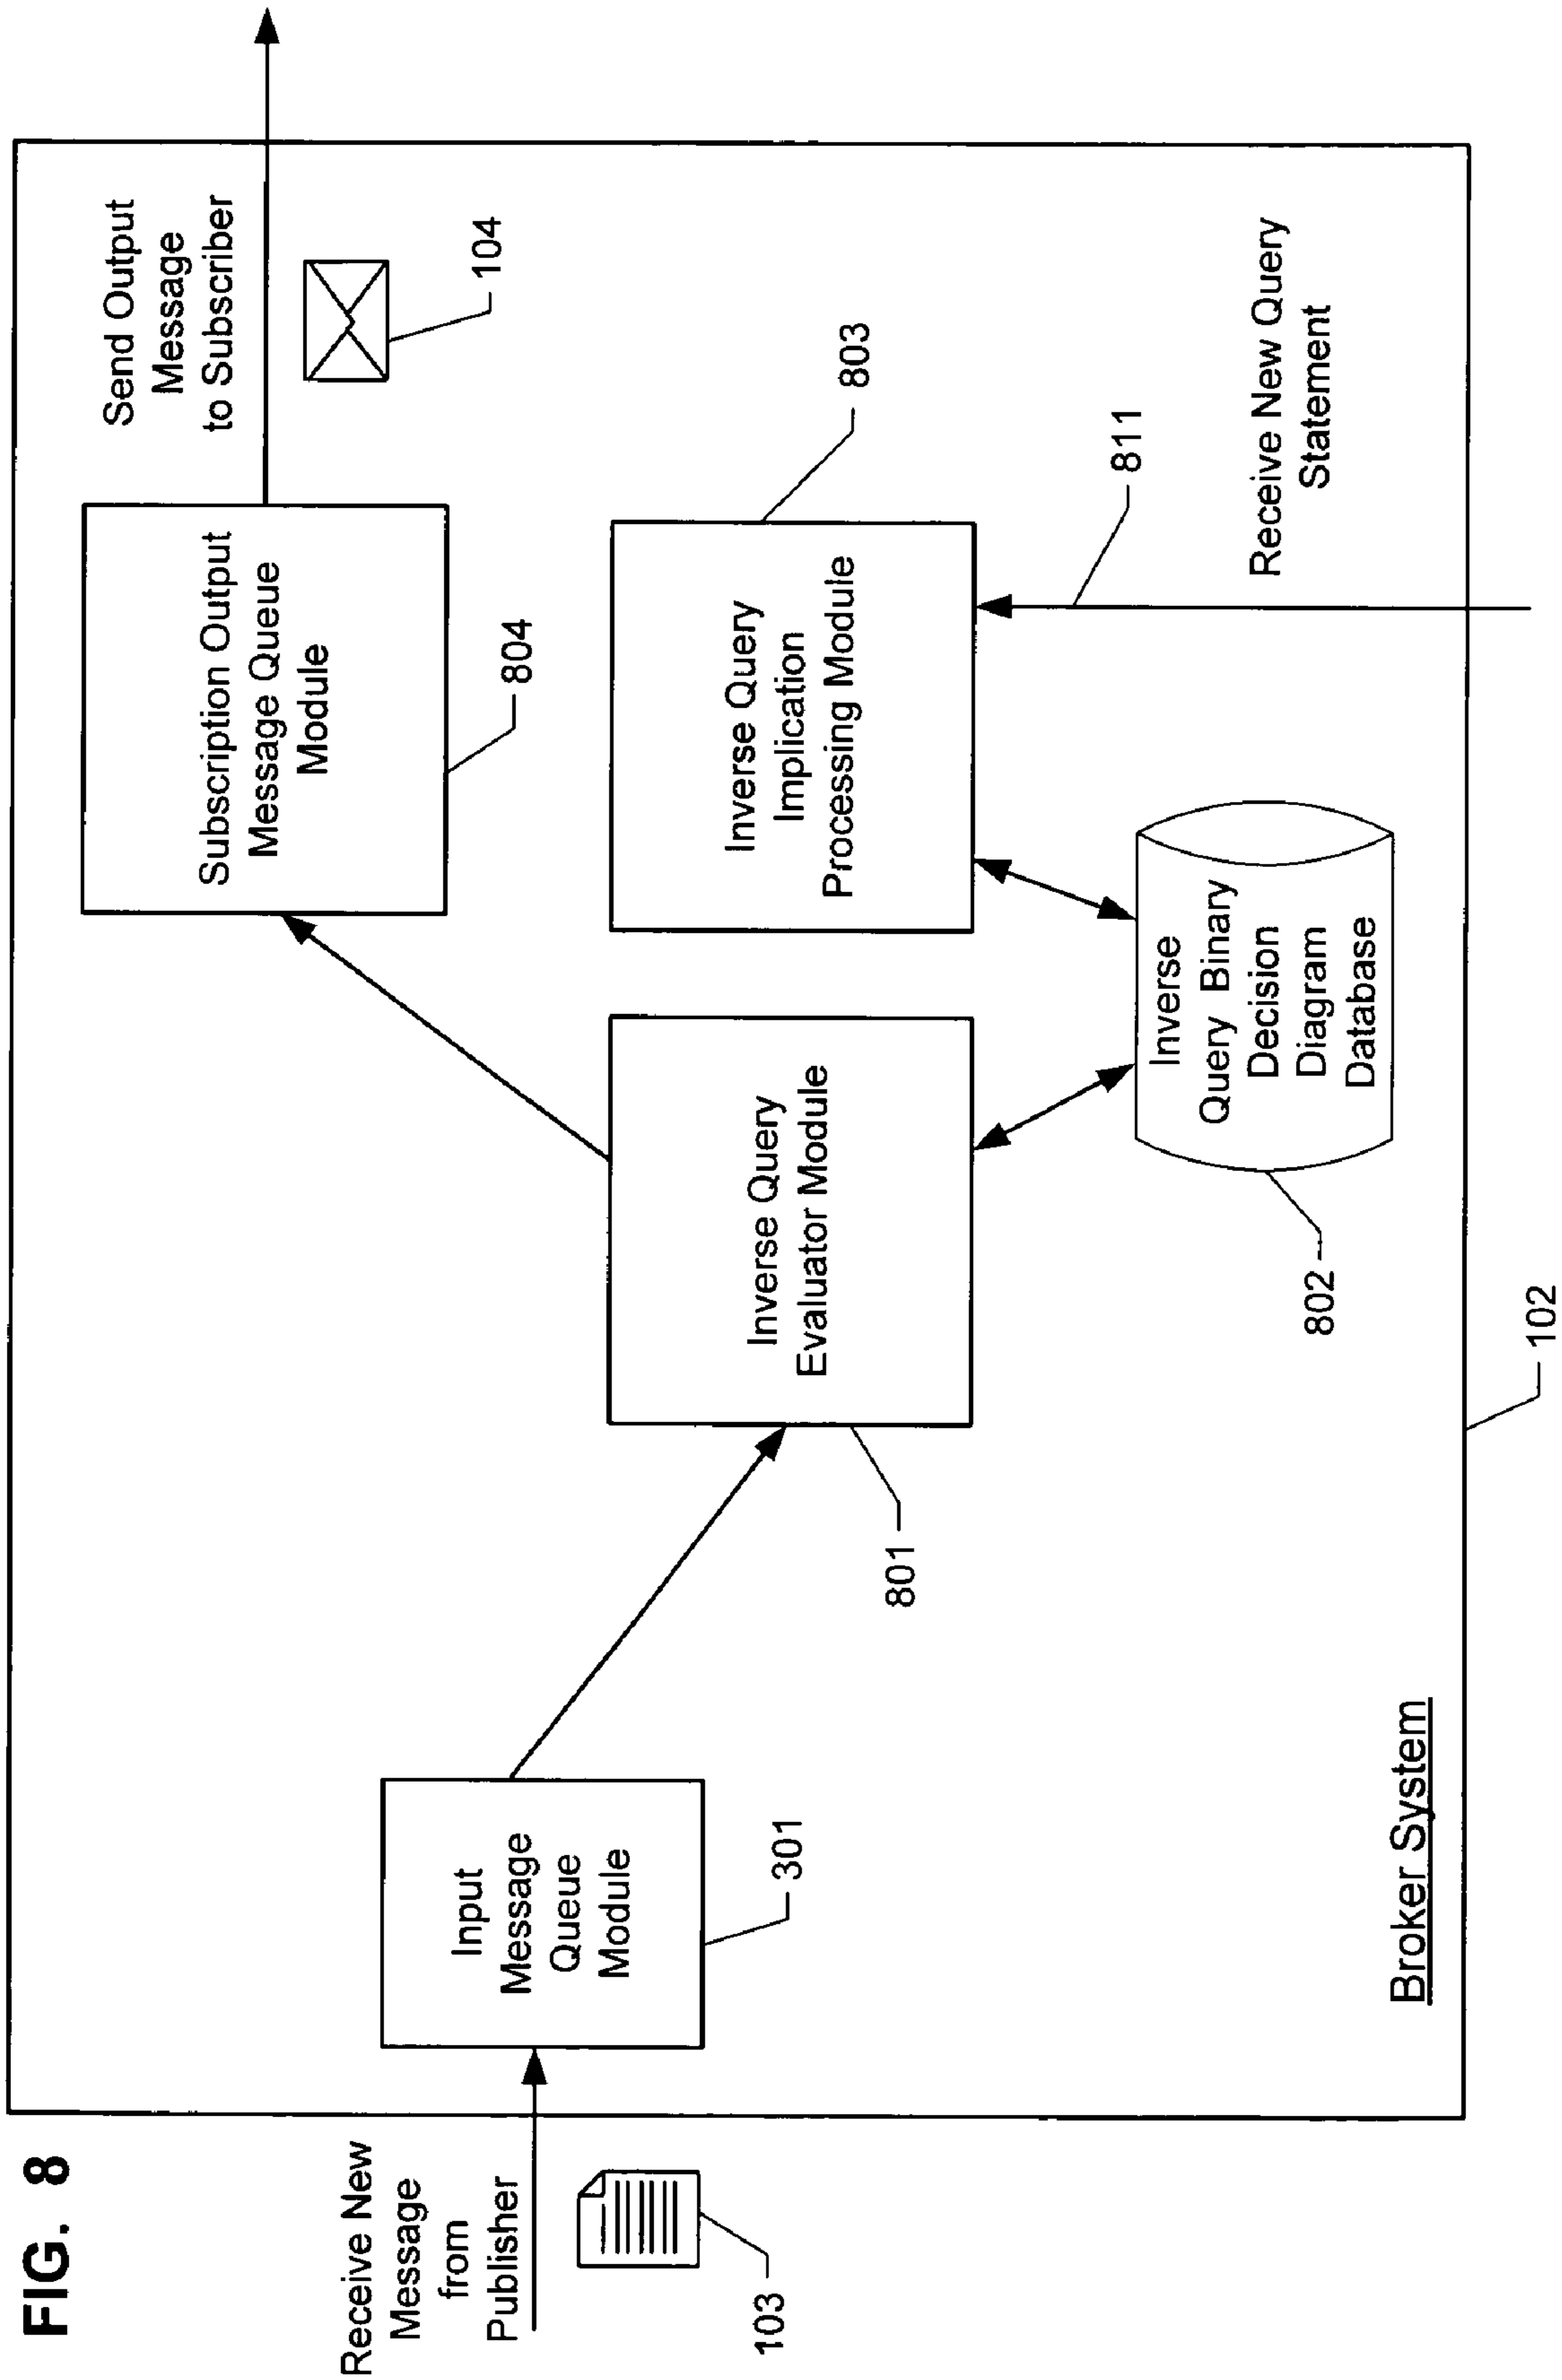 FIG. 8
Receive New
Message
from
Publisher
103
Input
Message
Queue
Module
301
Inverse Query
Evaluator Module
801
Subscription Output
Message Queue
Module
804
Send Output
Message
to Subscriber
104
Inverse Query
Implication
Processing Module
803
811
Receive New Query
Statement
Inverse
Query Binary
Decision
Diagram
Database
802
Broker System
102